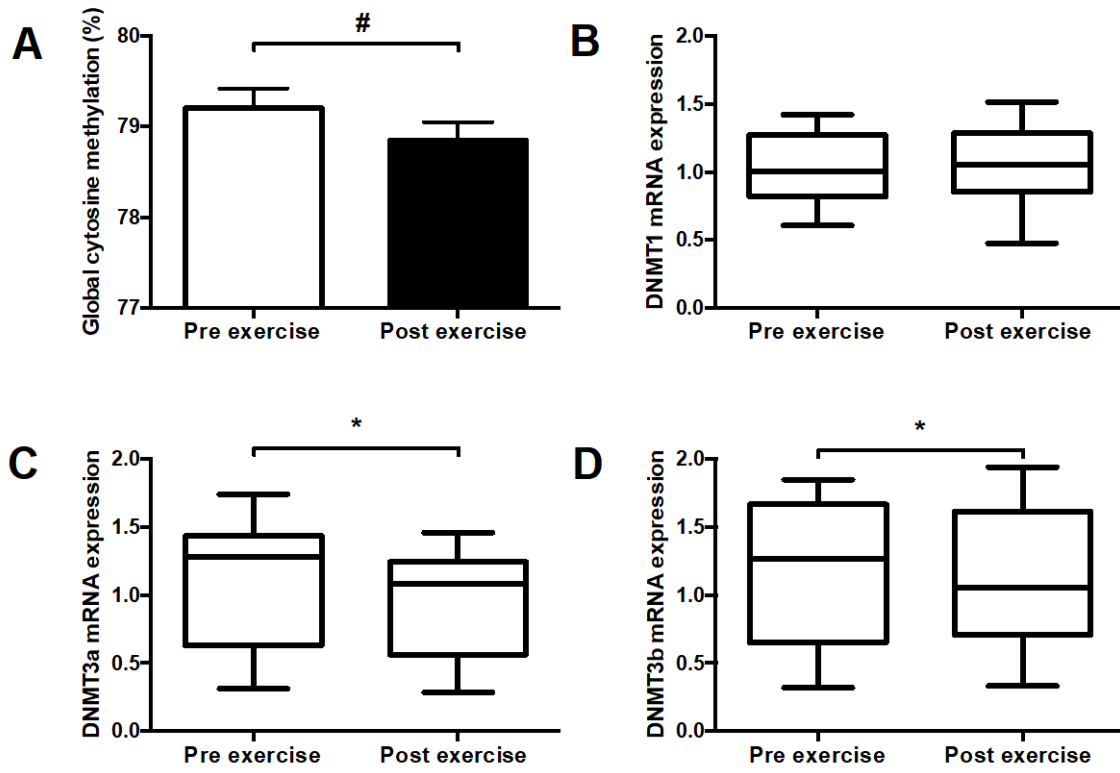 A
Global cytosine methylation (%)
80
79
78
77
#
Pre exercise
Post exercise
B
DNMT1 mRNA expression
2.0
1.5
1.0
0.5
0.0
Pre exercise
Post exercise
C
DNMT3a mRNA expression
2.0
1.5
1.0
0.5
0.0
*
Pre exercise
Post exercise
D
DNMT3b mRNA expression
2.0
1.5
1.0
0.5
0.0
*
Pre exercise
Post exercise